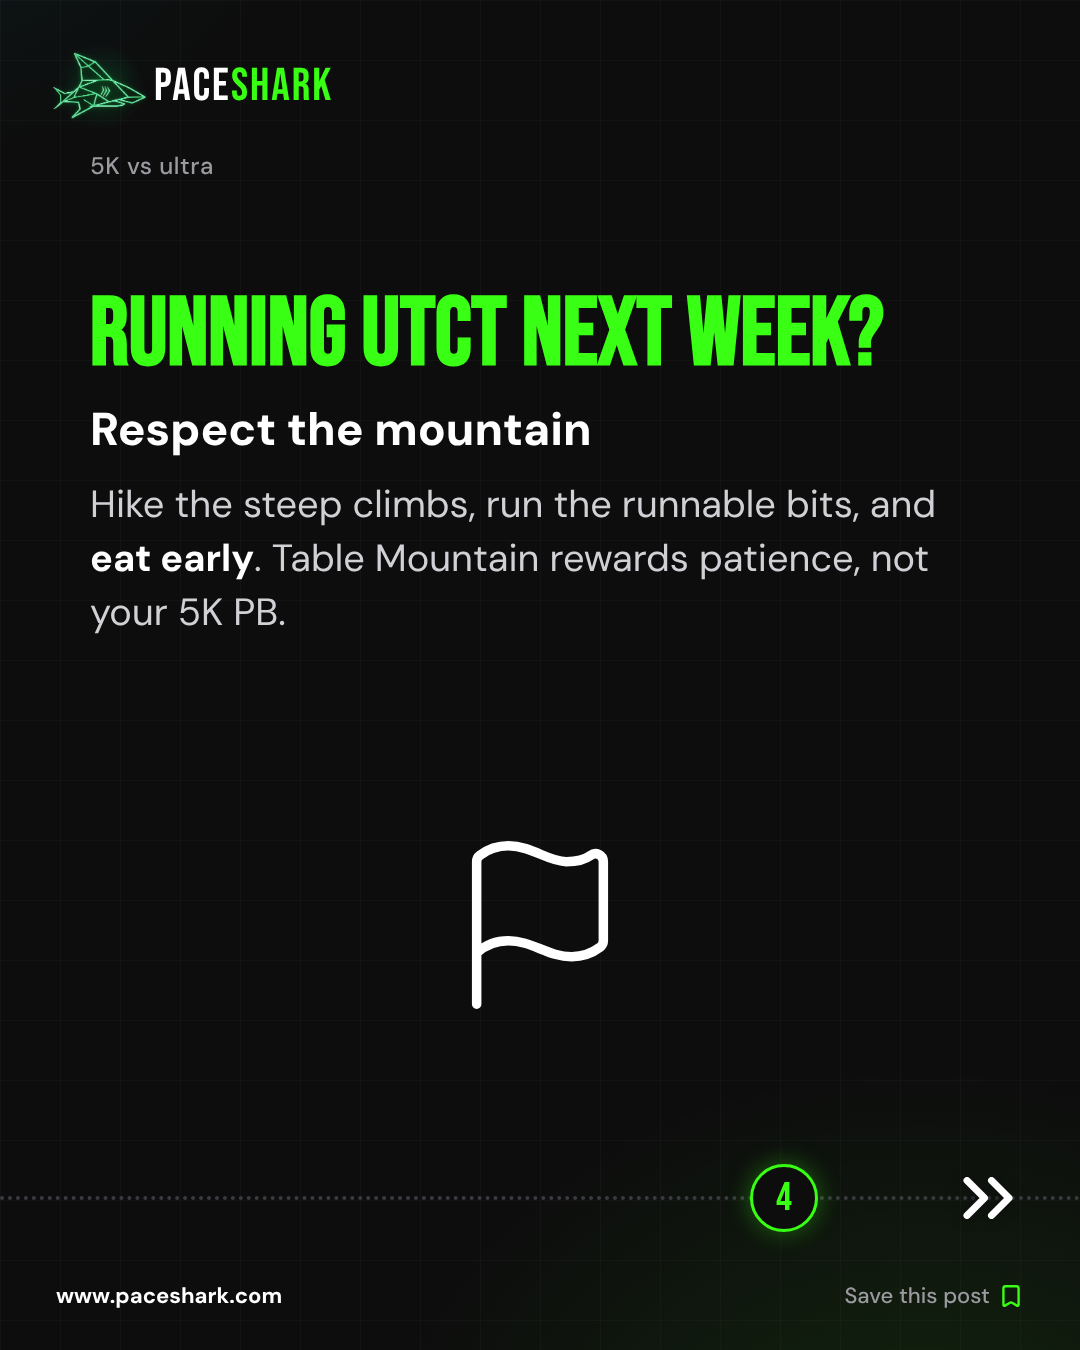 PACESHARK
5K vs ultra
RUNNING UTCT NEXT WEEK?
Respect the mountain
Hike the steep climbs, run the runnable bits, and
eat early. Table Mountain rewards patience, not
your 5K PB.
4
www.paceshark.com
Save this post